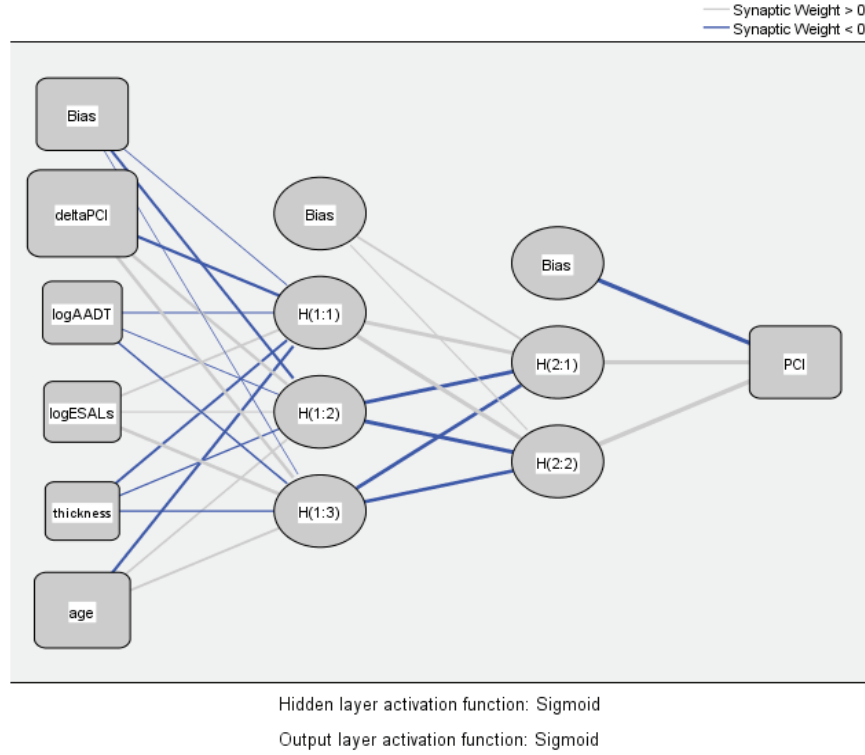 Synaptic Weight > 0
Synaptic Weight < 0
Bias
deltaPCI
logAADT
logESALs
thickness
age
Bias
H(1:1)
H(1:2)
H(1:3)
Bias
H(2:1)
H(2:2)
PCI
Hidden layer activation function: Sigmoid
Output layer activation function: Sigmoid